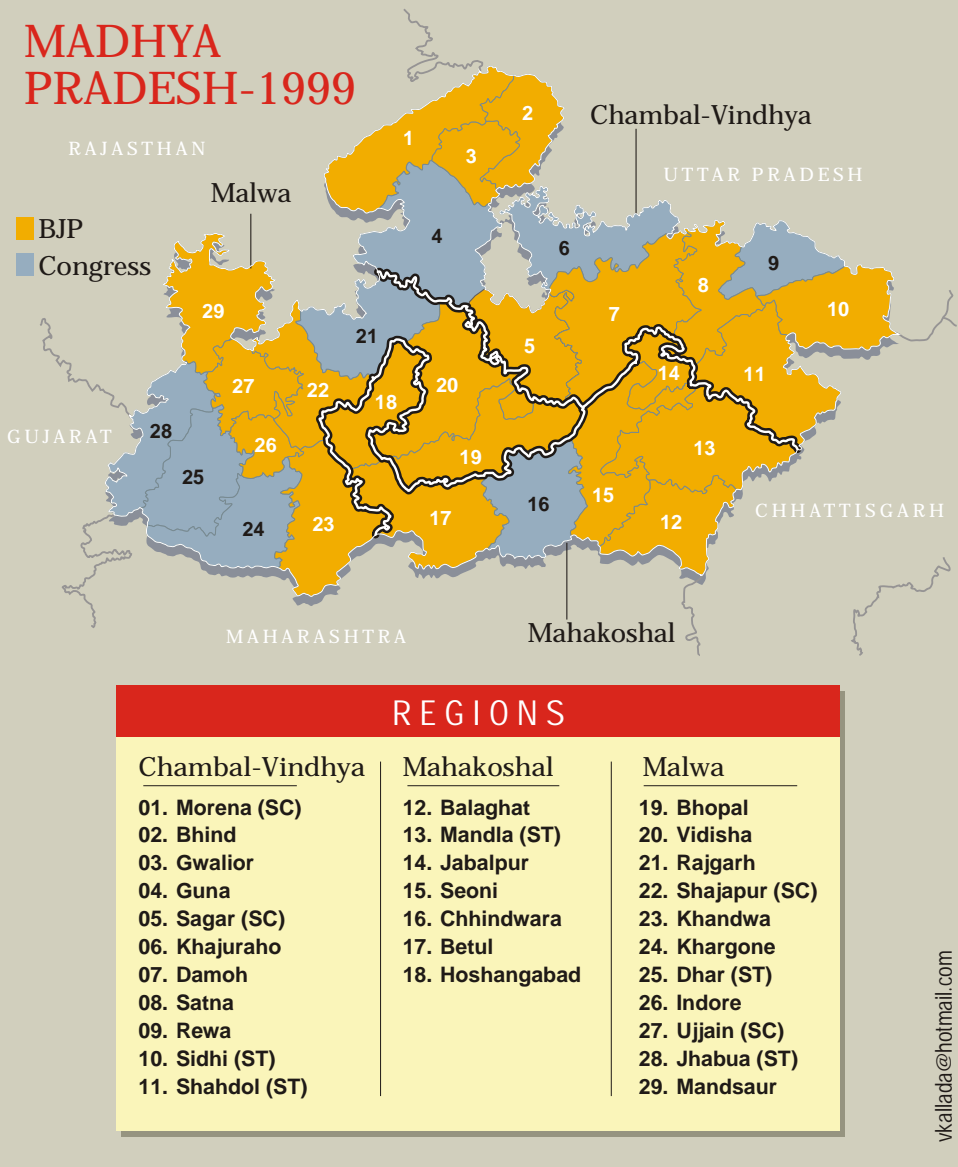 MADHYA
PRADESH-1999
RAJASTHAN
Chambal-Vindhya
UTTAR PRADESH
Malwa
BJP
Congress
1
2
3
4
6
9
8
7
10
29
21
5
14
11
27
22
18
20
28
26
19
13
25
16
15
24
23
17
12
GUJARAT
CHHATTISGARH
MAHARASHTRA
Mahakoshal
REGIONS
Chambal-Vindhya
01. Morena (SC)
02. Bhind
03. Gwalior
04. Guna
05. Sagar (SC)
06. Khajuraho
07. Damoh
08. Satna
09. Rewa
10. Sidhi (ST)
11. Shahdol (ST)
Mahakoshal
12. Balaghat
13. Mandla (ST)
14. Jabalpur
15. Seoni
16. Chhindwara
17. Betul
18. Hoshangabad
Malwa
19. Bhopal
20. Vidisha
21. Rajgarh
22. Shajapur (SC)
23. Khandwa
24. Khargone
25. Dhar (ST)
26. Indore
27. Ujjain (SC)
28. Jhabua (ST)
29. Mandsaur
vkallada@hotmail.com